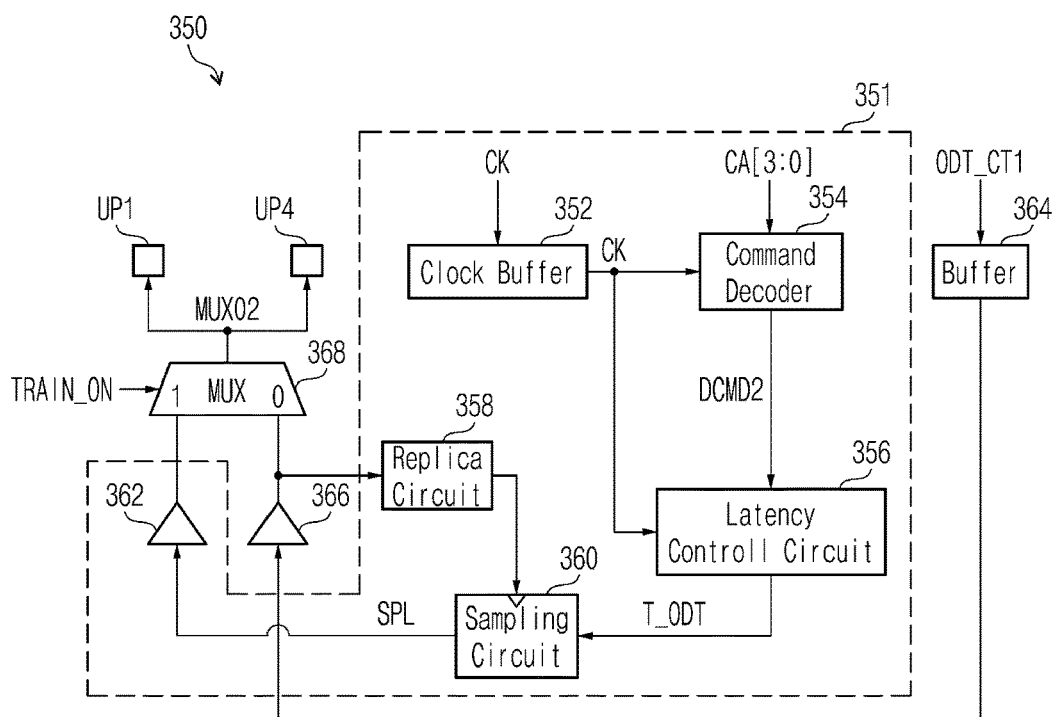 350
351
CK
CA[3:0]
ODT_CT1
UP1
UP4
352
354
364
CK
Clock Buffer
Command
Decoder
Buffer
MUX02
368
TRAIN_ON
1
MUX
0
DCMD2
358
Replica
Circuit
356
362
366
Latency
Controll Circuit
360
SPL
Sampling
Circuit
T_ODT